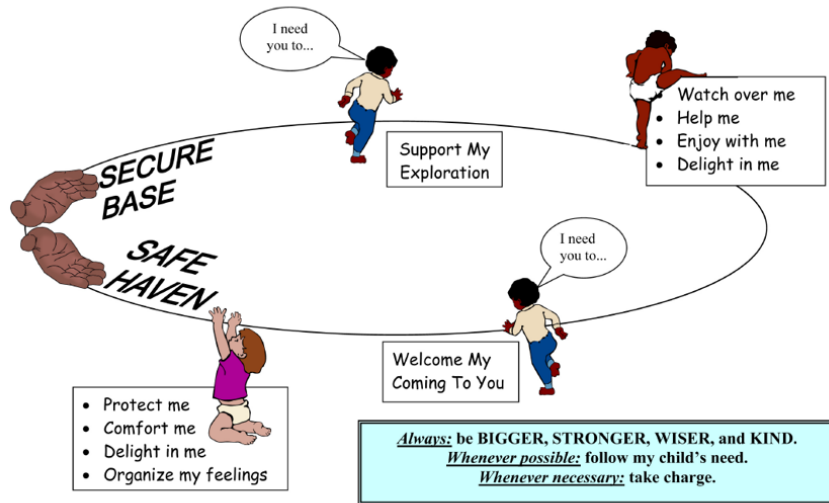 I need
you to...
Watch over me
• Help me
• Enjoy with me
• Delight in me
Support My
Exploration
SECURE
BASE
SAFE
HAVEN
I need
you to...
Welcome My
Coming To You
• Protect me
• Comfort me
• Delight in me
• Organize my feelings
Always: be BIGGER, STRONGER, WISER, and KIND.
Whenever possible: follow my child's need.
Whenever necessary: take charge.